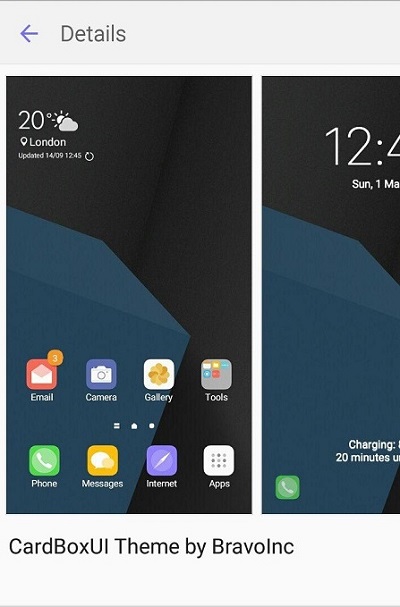 Details
20°
London
Updated 14/09 12:45
12:4
Sun, 1 Ma
3
Email
Camera
Gallery
Tools
Charging: 
20 minutes u
Phone
Messages
Internet
Apps
CardBoxUI Theme by BravoInc